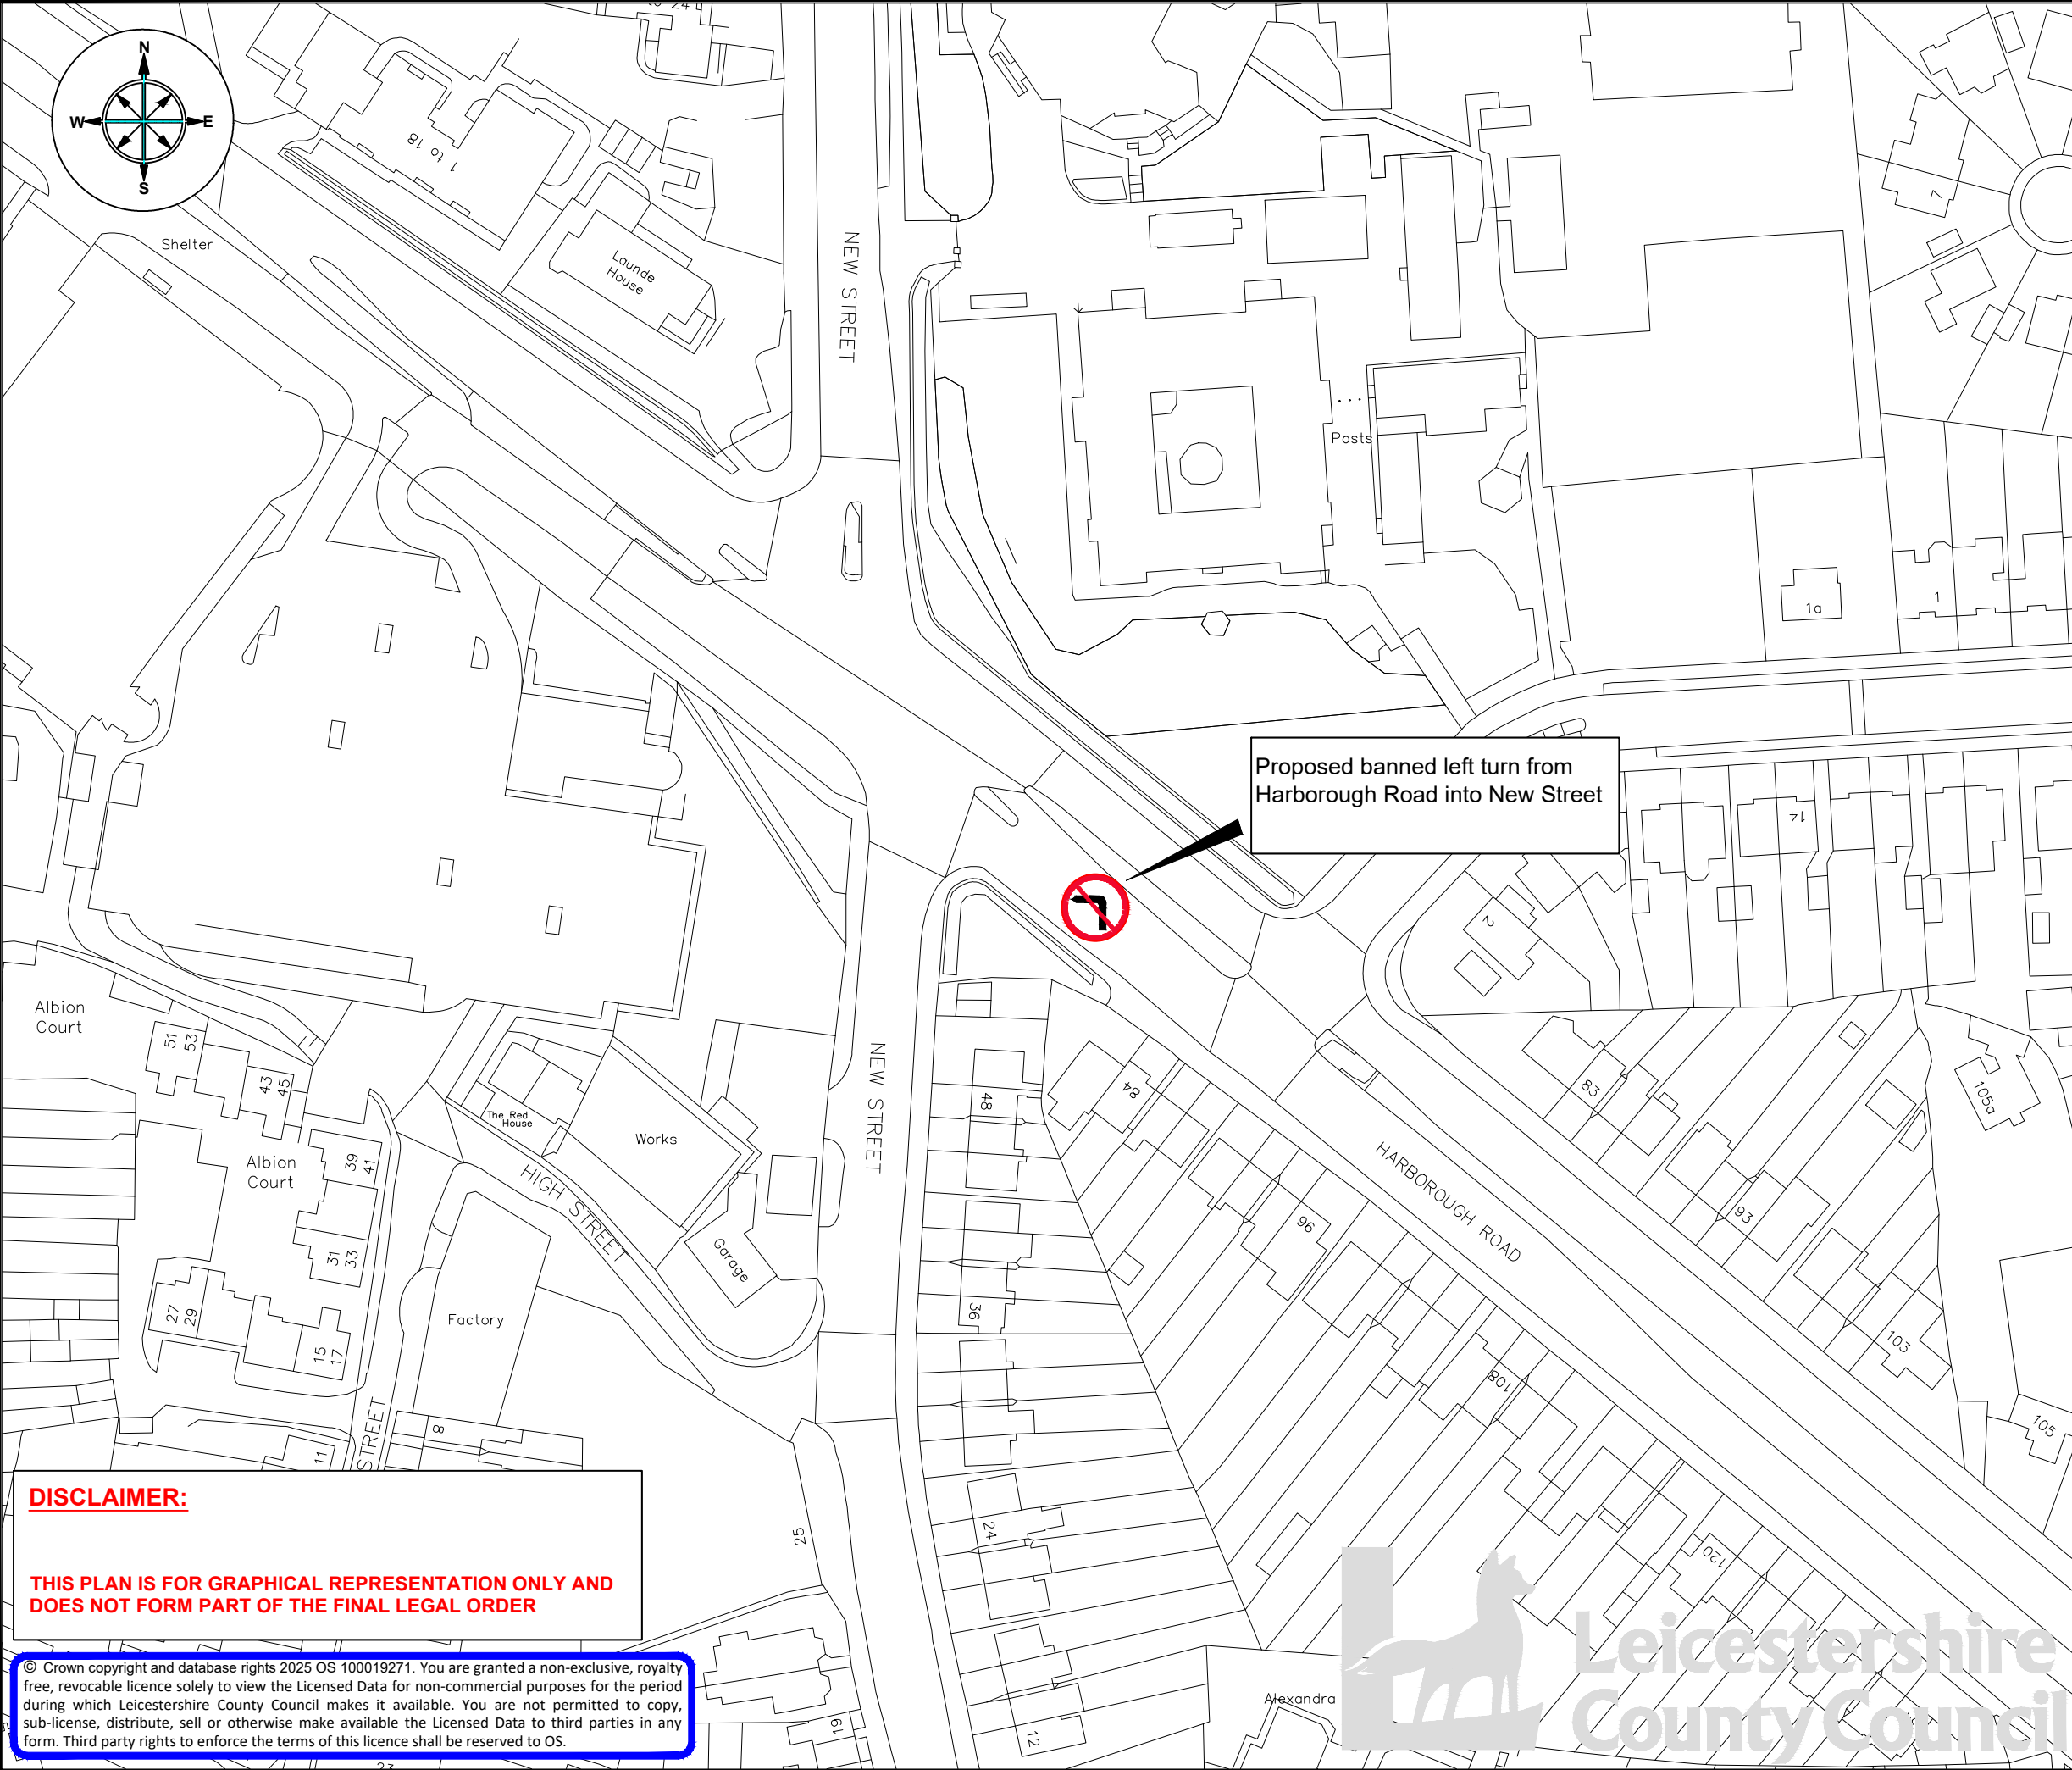 N
W
E
S
1 to 18
Shelter
Launde
House
NEW STREET
7
Posts
1a
1
Proposed banned left turn from
Harborough Road into New Street
14
2
Albion
Court
51
53
43
45
The Red
House
Works
NEW STREET
48
84
83
105a
Albion
Court
39
41
HIGH STREET
HARBOROUGH ROAD
96
93
31
33
Garage
27
29
Factory
36
15
17
103
108
105
STREET
11
8
25
24
120
DISCLAIMER:
THIS PLAN IS FOR GRAPHICAL REPRESENTATION ONLY AND
DOES NOT FORM PART OF THE FINAL LEGAL ORDER
© Crown copyright and database rights 2025 OS 100019271. You are granted a non-exclusive, royalty
free, revocable licence solely to view the Licensed Data for non-commercial purposes for the period
during which Leicestershire County Council makes it available. You are not permitted to copy,
sub-license, distribute, sell or otherwise make available the Licensed Data to third parties in any
form. Third party rights to enforce the terms of this licence shall be reserved to OS.
19
12
Alexandra
Leicestershire
County Council